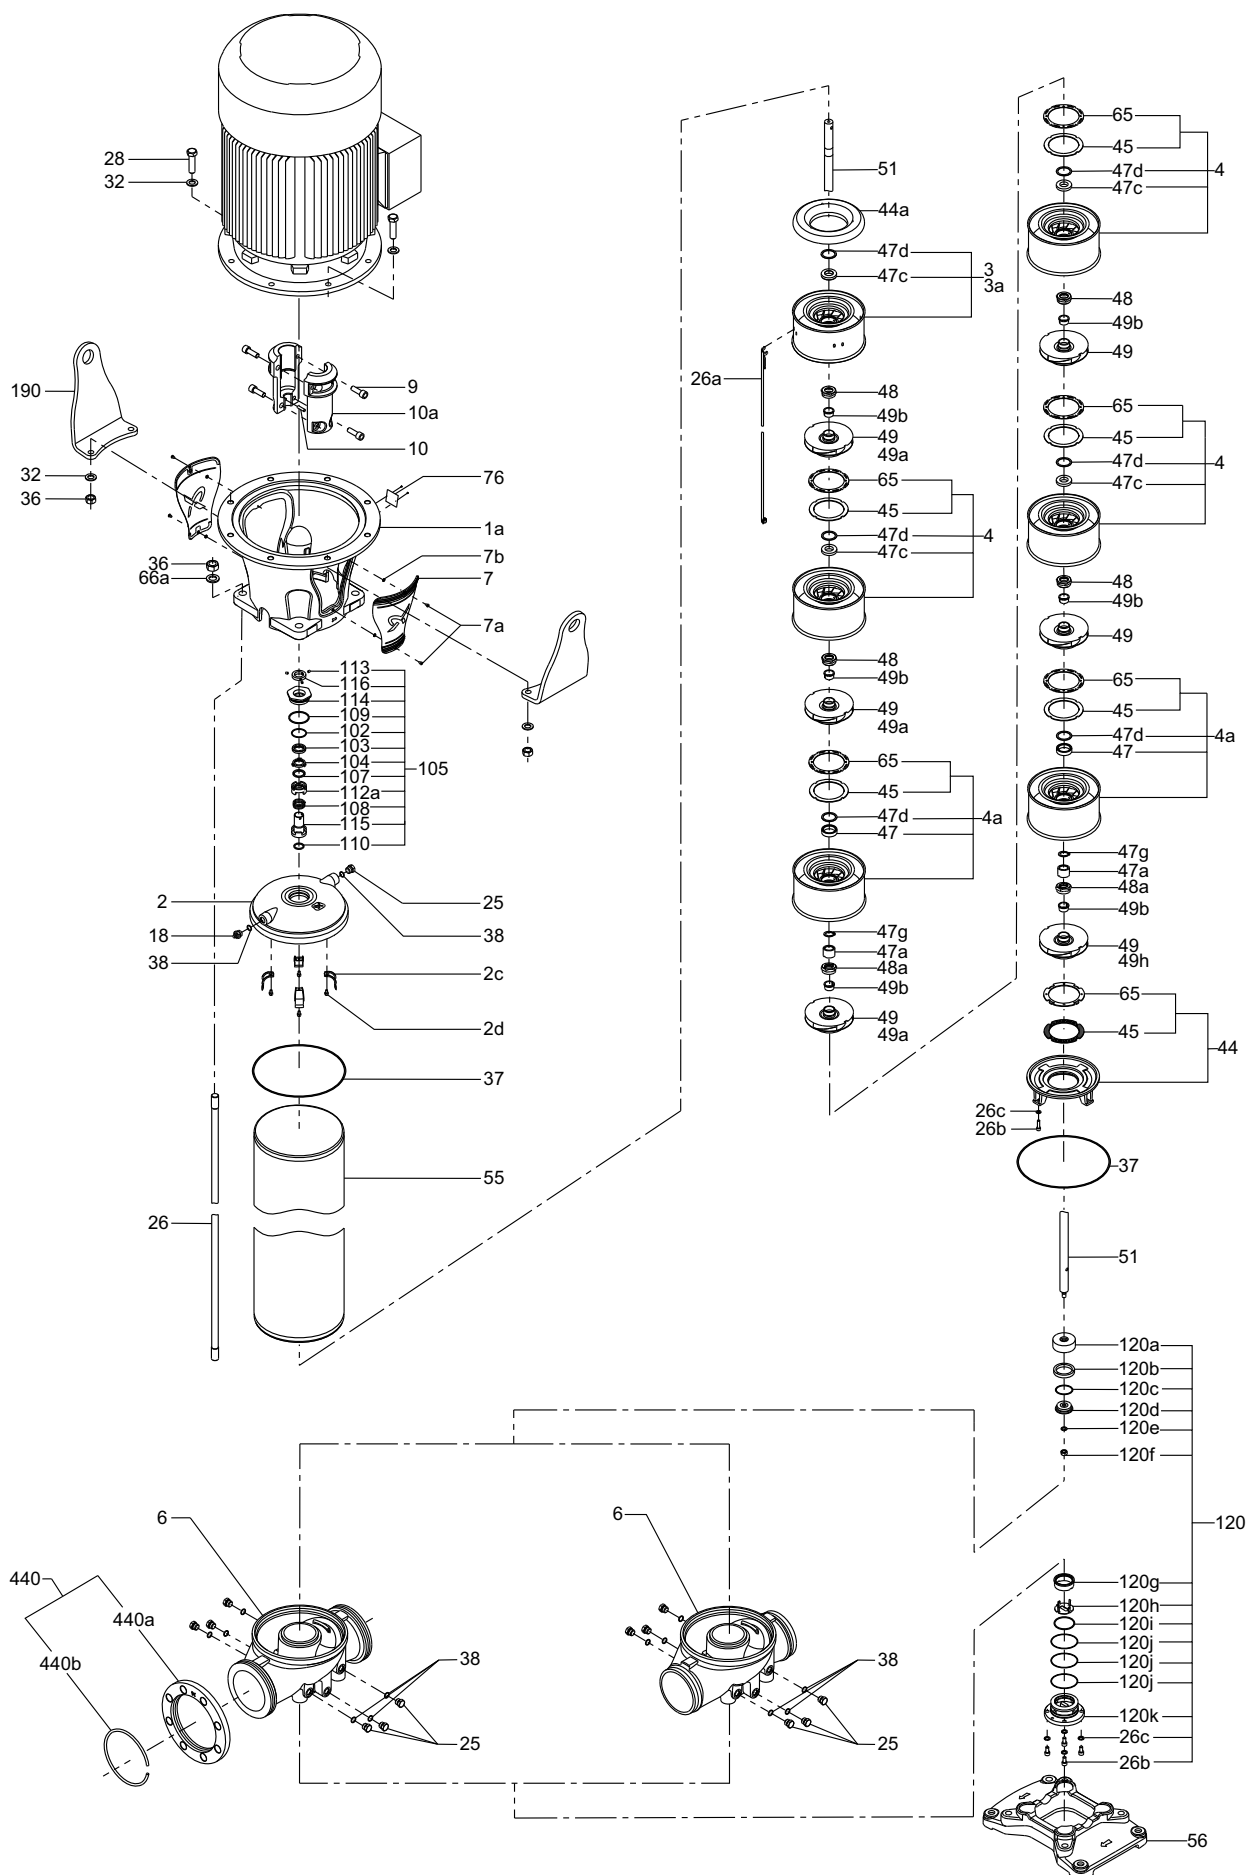 28
32
190
32
36
9
10a
10
76
1a
36
66a
7b
7
7a
113
116
114
109
102
103
104
107
112a
108
115
110
105
2
18
38
25
38
2c
2d
37
55
26
51
44a
47d
47c
3
3a
26a
48
49b
49
49a
65
45
47d
47c
4
48
49b
49
49a
65
45
47d
47
4a
47g
47a
48a
49b
49
49a
65
45
47d
47c
4
48
49b
49
65
45
47d
47c
4
48
49b
49
65
45
47d
47
4a
47g
47a
48a
49b
49
49h
65
45
44
26c
26b
37
51
120a
120b
120c
120d
120e
120f
120
120g
120h
120i
120j
120j
120j
120k
26c
26b
56
6
440
440a
440b
38
25
6
38
25